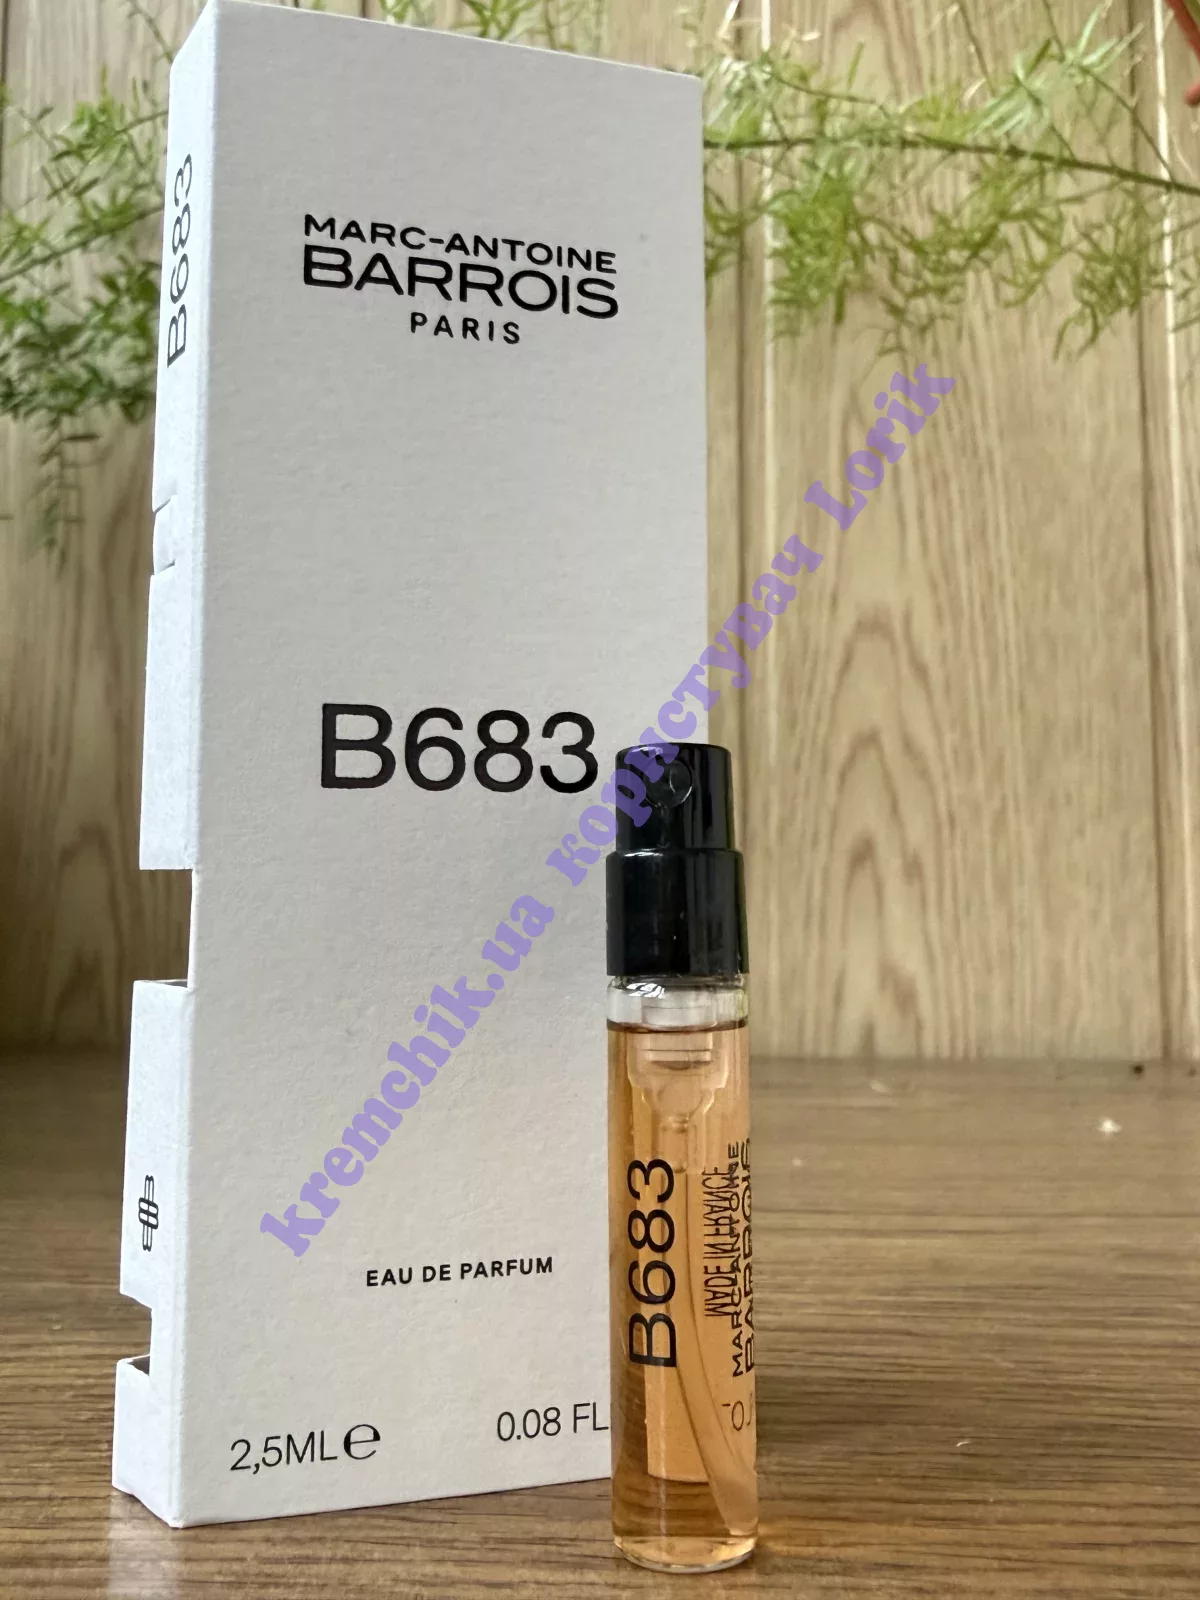 B683
MARC-ANTOINE
BARROIS
PARIS
B683
EAU DE PARFUM
2,5ML℮
0.08 FL
B683
MADE IN FRANCE
MARC-ANTOINE
BARROIS
kremchik.ua користувач Lorik